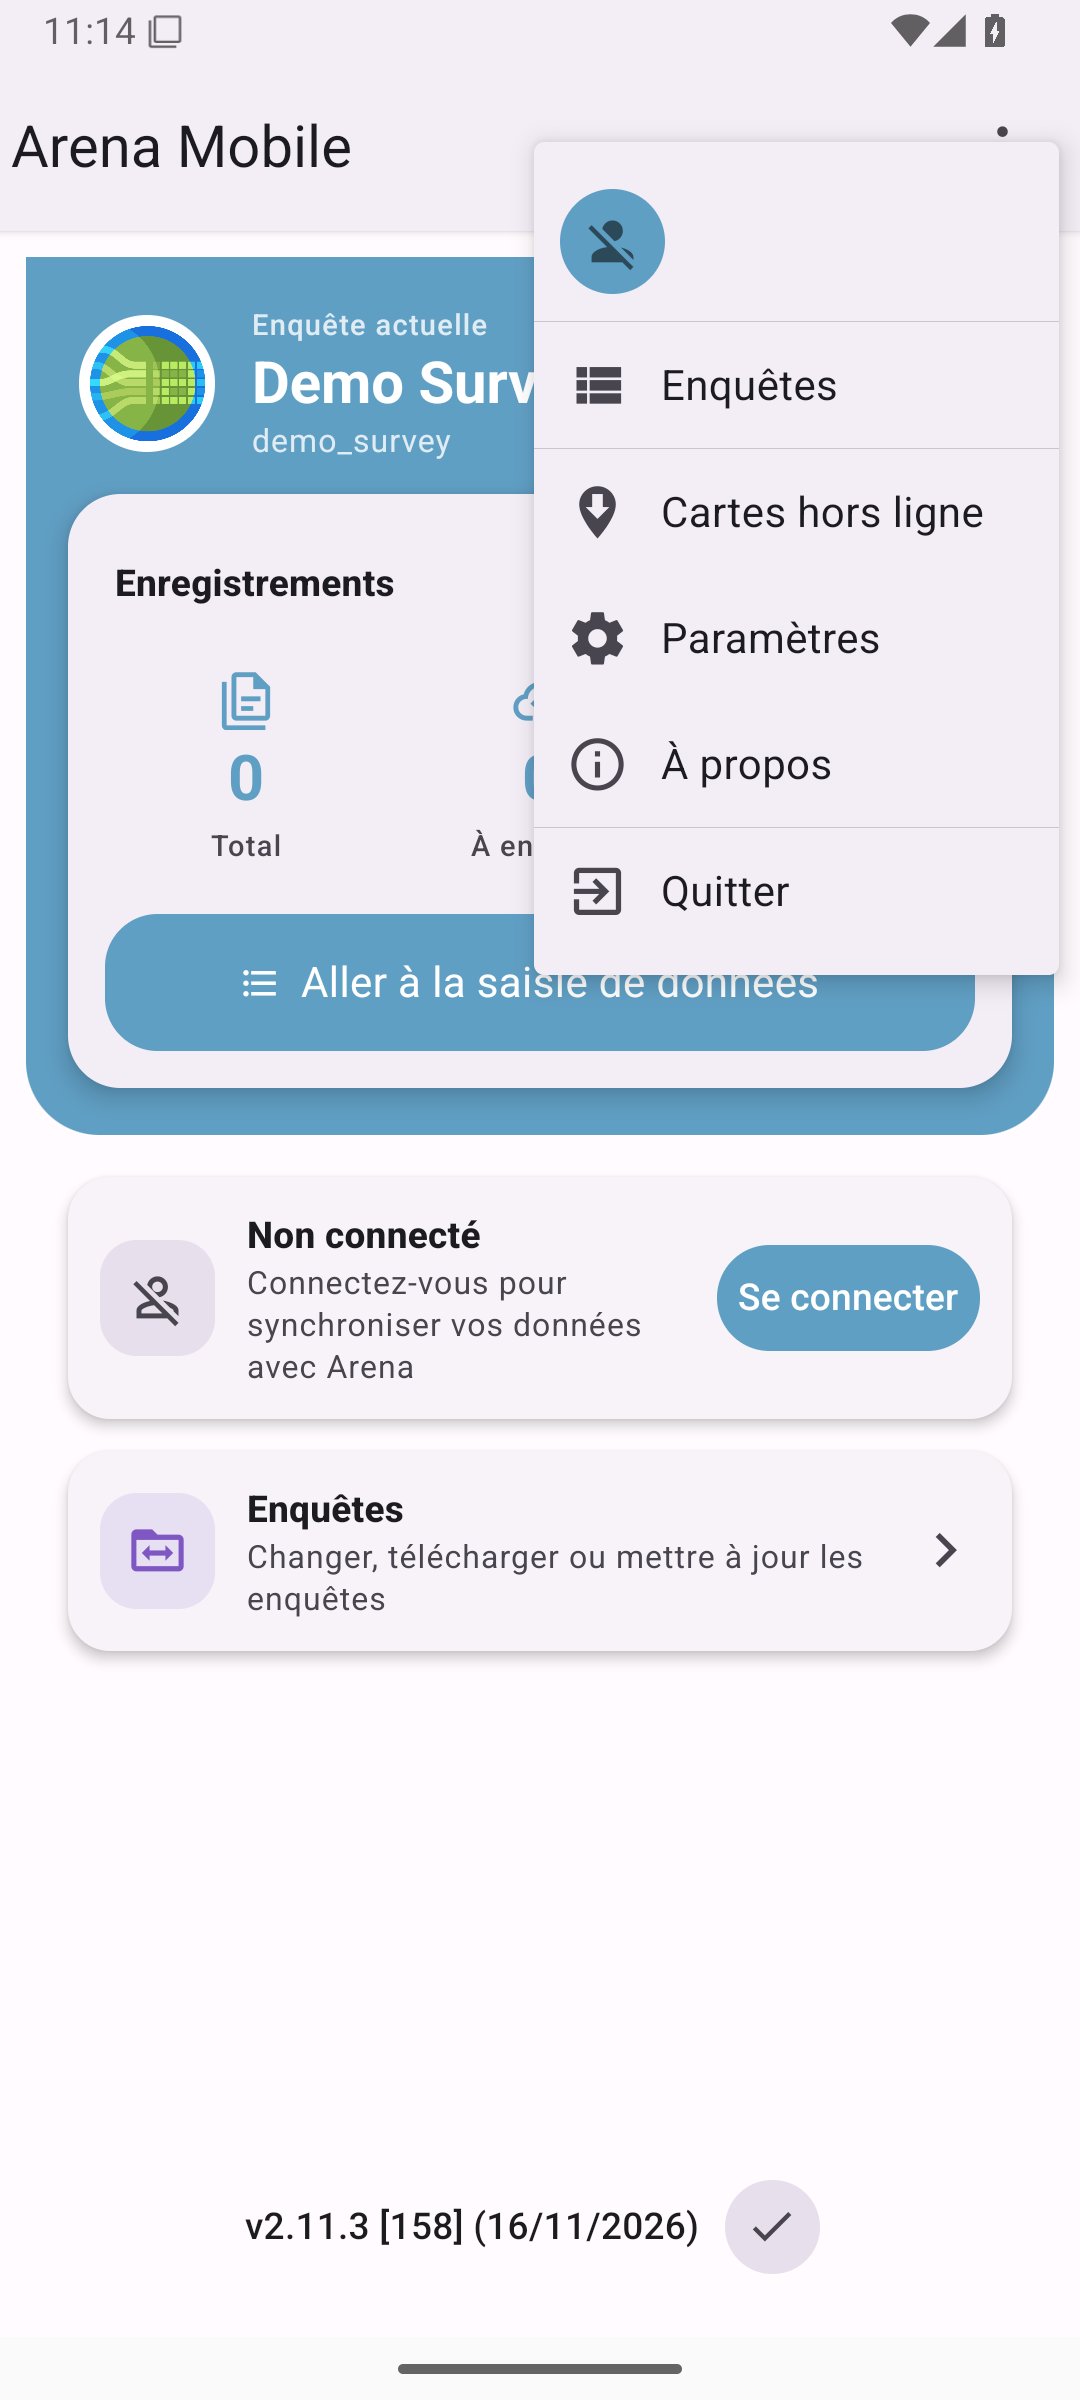 11:14
Arena Mobile
Enquête actuelle
Demo Surv
demo_survey
Enregistrements
0
Total
À en
Enquêtes
Cartes hors ligne
Paramètres
À propos
Quitter
Aller à la saisie de données
Non connecté
Connectez-vous pour
synchroniser vos données
avec Arena
Se connecter
Enquêtes
Changer, télécharger ou mettre à jour les
enquêtes
v2.11.3 [158] (16/11/2026)